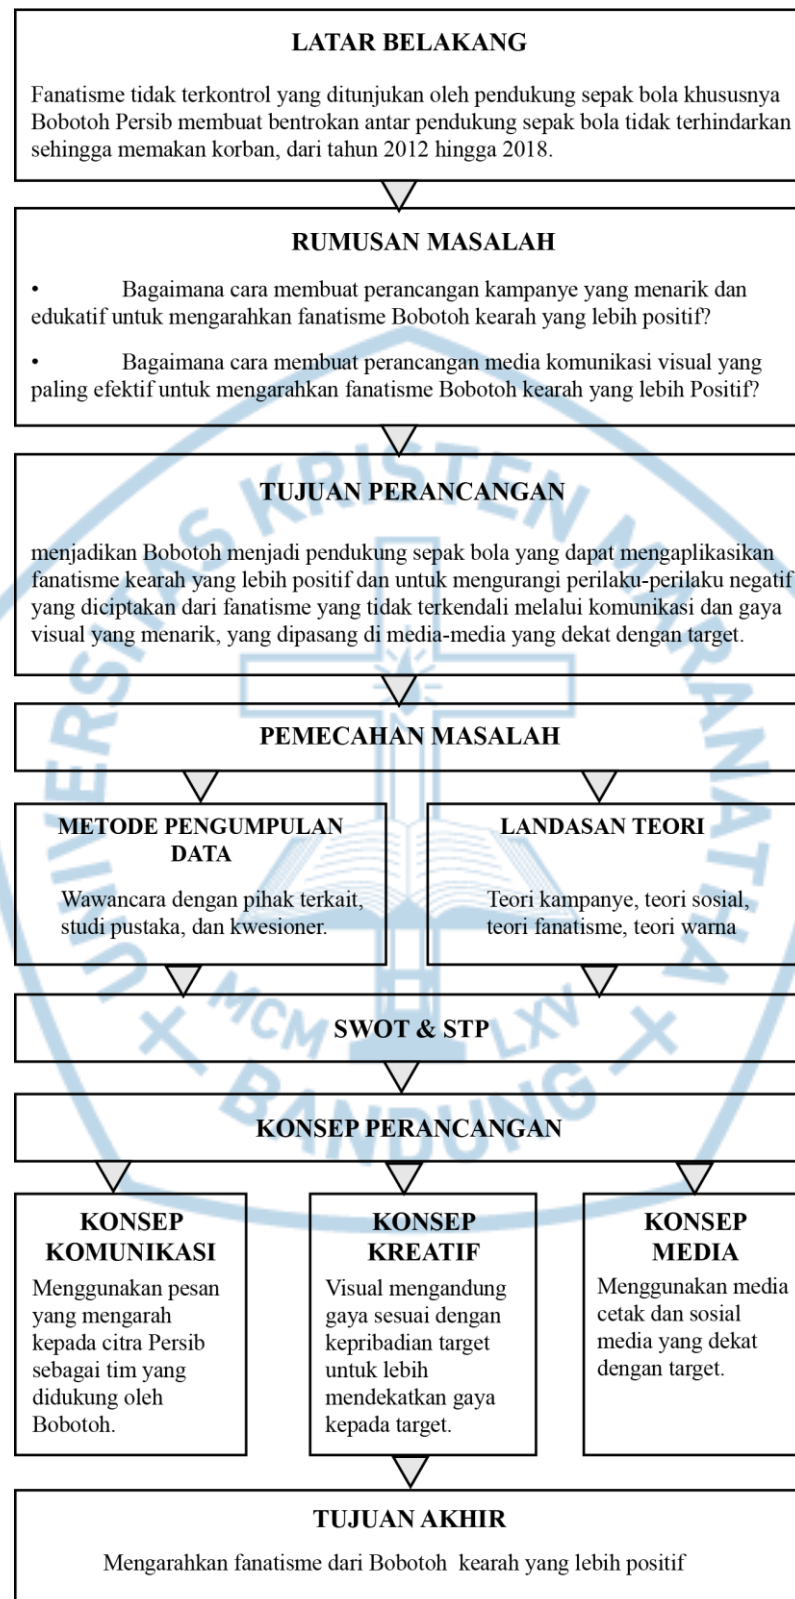 LATAR BELAKANG
Fanatisme tidak terkontrol yang ditunjukan oleh pendukung sepak bola khususnya
Bobotoh Persib membuat bentrokan antar pendukung sepak bola tidak terhindarkan
sehingga memakan korban, dari tahun 2012 hingga 2018.
RUMUSAN MASALAH
• Bagaimana cara membuat perancangan kampanye yang menarik dan
edukatif untuk mengarahkan fanatisme Bobotoh kearah yang lebih positif?
• Bagaimana cara membuat perancangan media komunikasi visual yang
paling efektif untuk mengarahkan fanatisme Bobotoh kearah yang lebih Positif?
TUJUAN PERANCANGAN
menjadikan Bobotoh menjadi pendukung sepak bola yang dapat mengaplikasikan
fanatisme kearah yang lebih positif dan untuk mengurangi perilaku-perilaku negatif
yang diciptakan dari fanatisme yang tidak terkendali melalui komunikasi dan gaya
visual yang menarik, yang dipasang di media-media yang dekat dengan target.
PEMECAHAN MASALAH
METODE PENGUMPULAN
DATA
Wawancara dengan pihak terkait,
studi pustaka, dan kwesioner.
LANDASAN TEORI
Teori kampanye, teori sosial,
teori fanatisme, teori warna
SWOT & STP
KONSEP PERANCANGAN
KONSEP
KOMUNIKASI
Menggunakan pesan
yang mengarah
kepada citra Persib
sebagai tim yang
didukung oleh
Bobotoh.
KONSEP
KREATIF
Visual mengandung
gaya sesuai dengan
kepribadian target
untuk lebih
mendekatkan gaya
kepada target.
KONSEP
MEDIA
Menggunakan media
cetak dan sosial
media yang dekat
dengan target.
TUJUAN AKHIR
Mengarahkan fanatisme dari Bobotoh kearah yang lebih positif
UNIVERSITAS KRISTEN MARANATHA
MCM LXV
BANDUNG